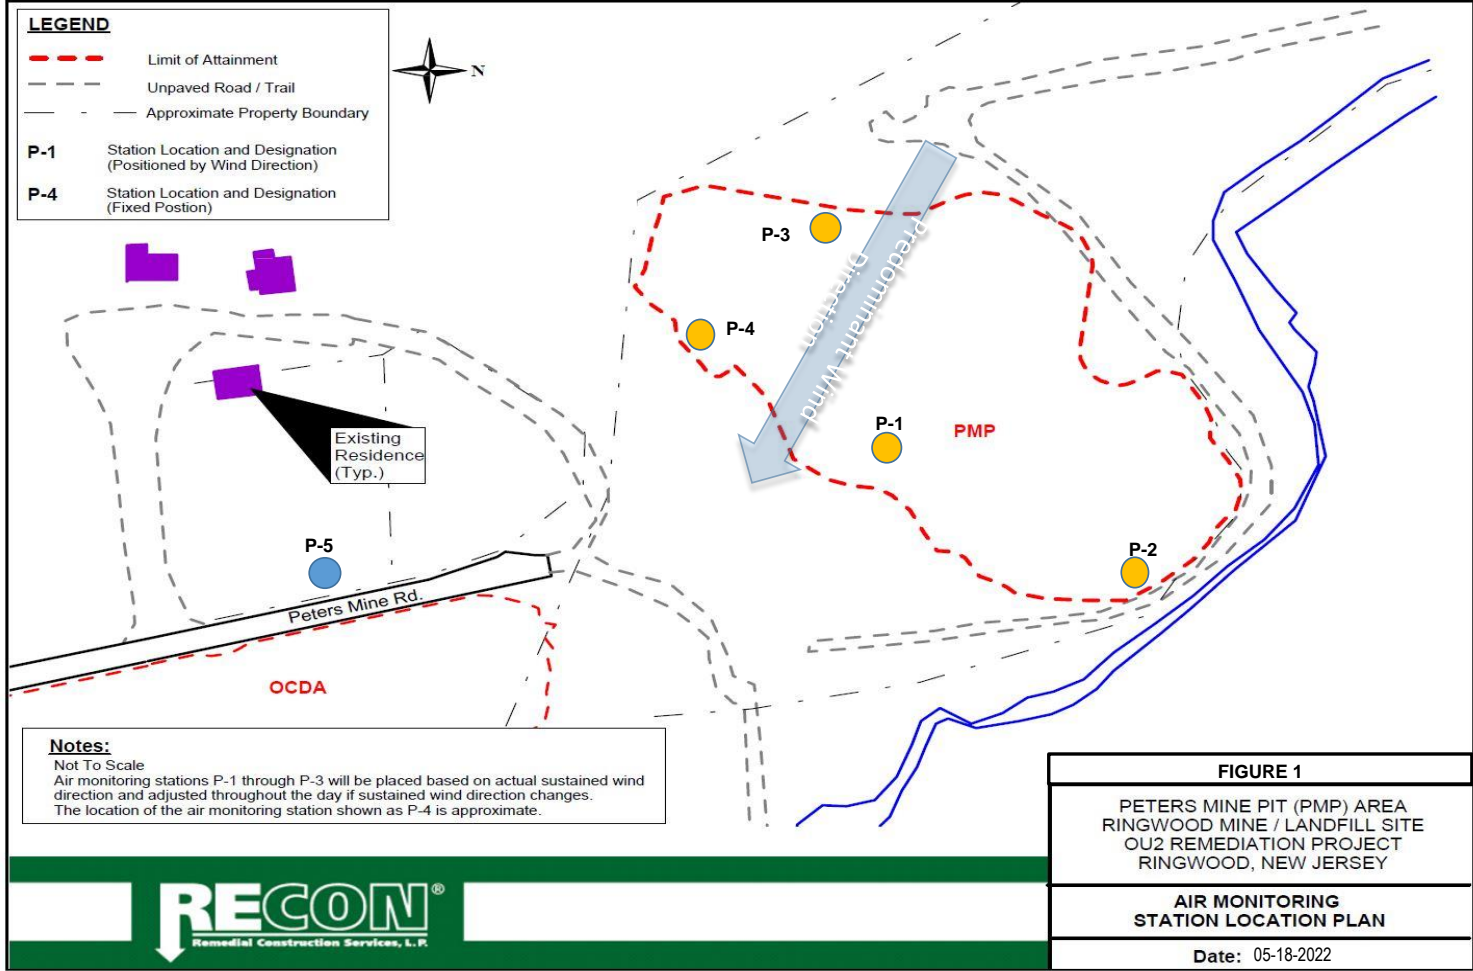 LEGEND
Limit of Attainment
Unpaved Road / Trail
Approximate Property Boundary
P-1
Station Location and Designation
(Positioned by Wind Direction)
P-4
Station Location and Designation
(Fixed Postion)
N
P-3
P-4
Predominant Wind
Direction
P-1
PMP
Existing
Residence
(Typ.)
P-5
P-2
Peters Mine Rd.
OCDA
Notes:
Not To Scale
Air monitoring stations P-1 through P-3 will be placed based on actual sustained wind
direction and adjusted throughout the day if sustained wind direction changes.
The location of the air monitoring station shown as P-4 is approximate.
FIGURE 1
PETERS MINE PIT (PMP) AREA
RINGWOOD MINE / LANDFILL SITE
OU2 REMEDIATION PROJECT
RINGWOOD, NEW JERSEY
AIR MONITORING
STATION LOCATION PLAN
Date: 05-18-2022
RECON®
Remedial Construction Services, L.P.